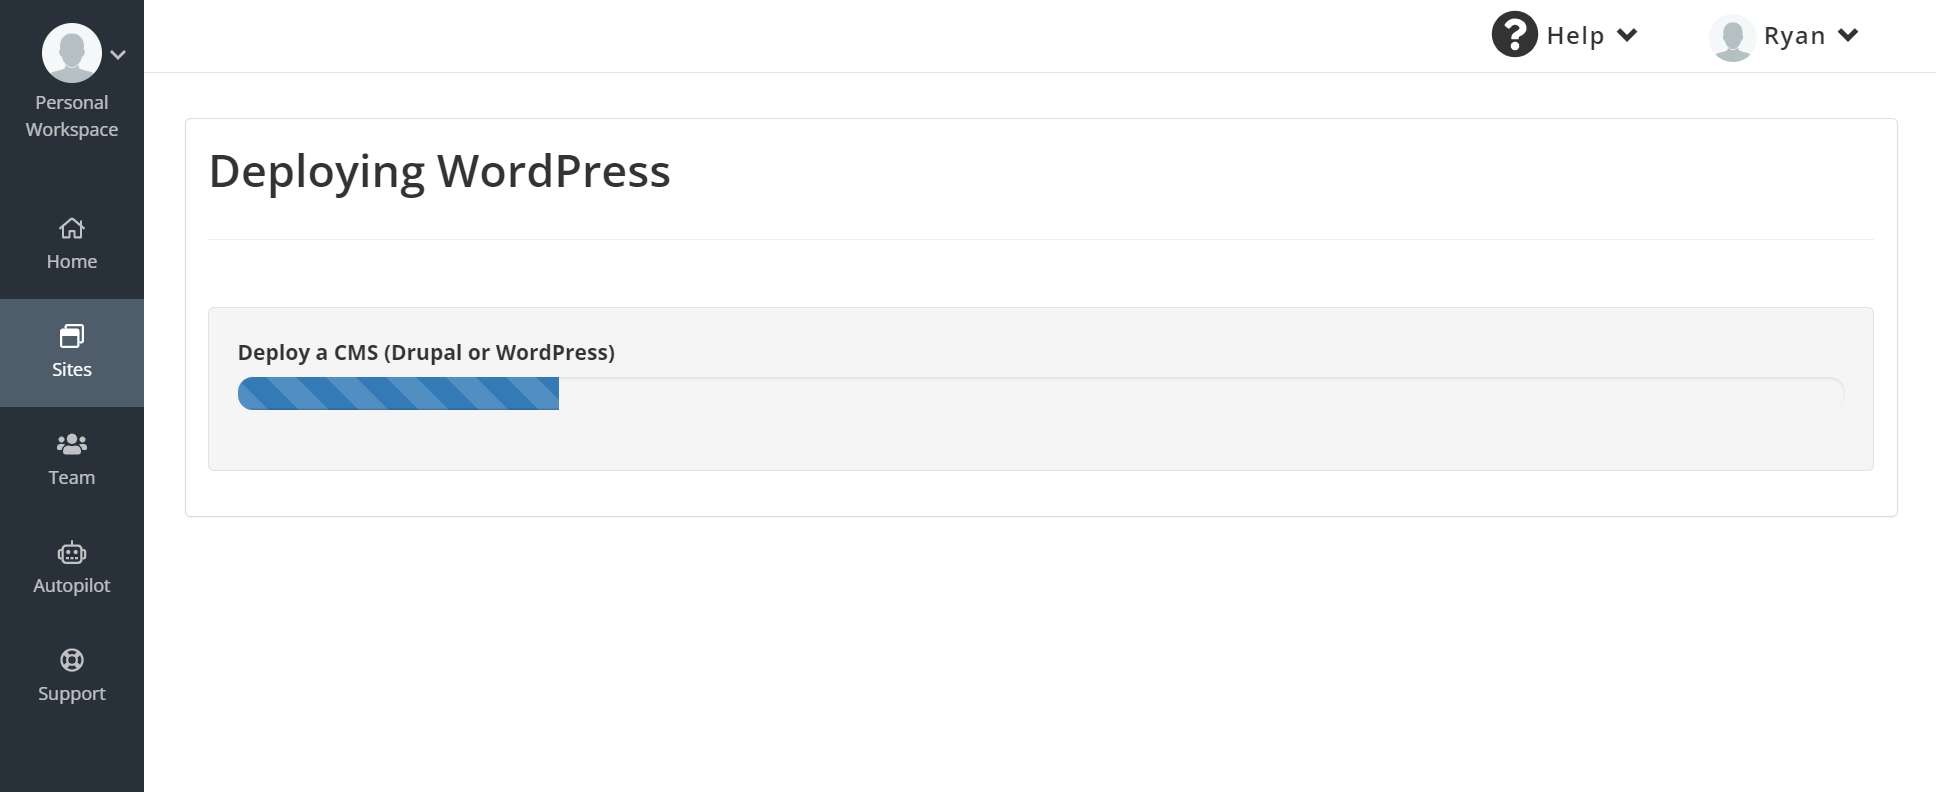 Personal
Workspace
Home
Sites
Team
Autopilot
Support
Help
Ryan
Deploying WordPress
Deploy a CMS (Drupal or WordPress)